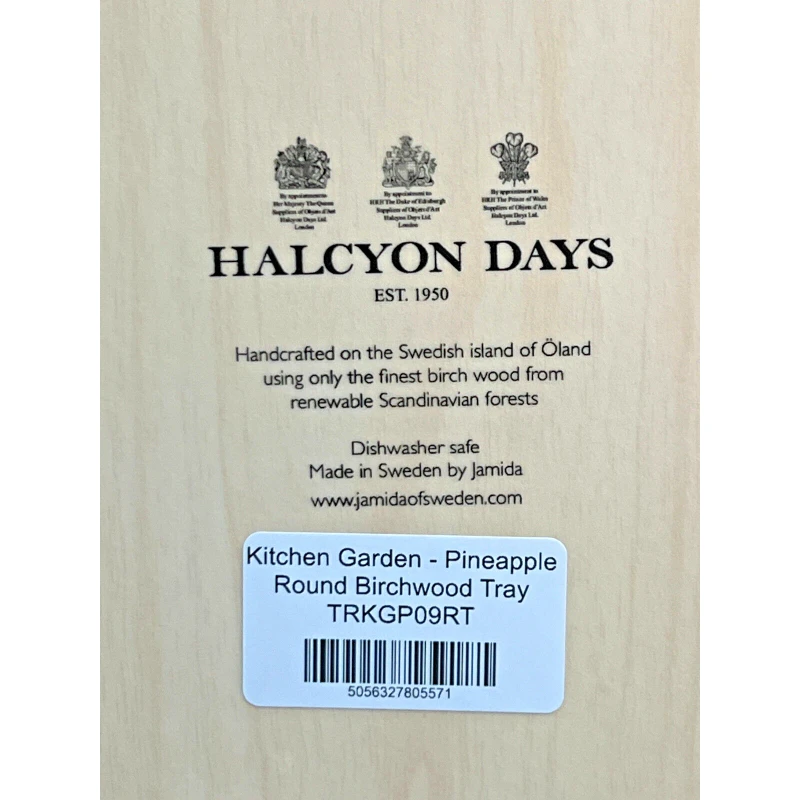 By appointment to
Her Majesty The Queen
Suppliers of Objets d'Art
Halcyon Days Ltd.
London
By appointment to
HRH The Duke of Edinburgh
Suppliers of Objets d'Art
Halcyon Days Ltd.
London
By appointment to
HRH The Prince of Wales
Suppliers of Objets d'Art
Halcyon Days Ltd.
London
HALCYON DAYS
EST. 1950
Handcrafted on the Swedish island of Öland
using only the finest birch wood from
renewable Scandinavian forests
Dishwasher safe
Made in Sweden by Jamida
www.jamidaofsweden.com
Kitchen Garden - Pineapple
Round Birchwood Tray
TRKGP09RT
5056327805571